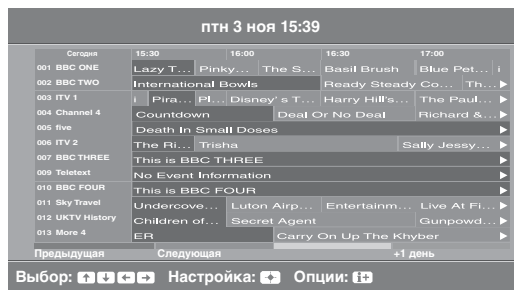 птн 3 ноя 15:39
Сегодня 15:30 16:00 16:30 17:00
001 BBC ONE Lazy T... Pinky... The S... Basil Brush Blue Pet... i
002 BBC TWO International Bowls Ready Steady Co... Th...
003 ITV 1 i Pira... Pl... Disney's T... Harry Hill's... The Paul...
004 Channel 4 Countdown Deal Or No Deal Richard &...
005 five Death In Small Doses
006 ITV 2 The Ri... Trisha Sally Jessy...
007 BBC THREE This is BBC THREE
009 Teletext No Event Information
010 BBC FOUR This is BBC FOUR
011 Sky Travel Undercove... Luton Airp... Entertainm... Live At Fi...
012 UKTV History Children of... Secret Agent Gunpowd...
013 More 4 ER Carry On Up The Khyber
Предыдущая Следующая +1 день
Выбор: Настройка: Опции: i+